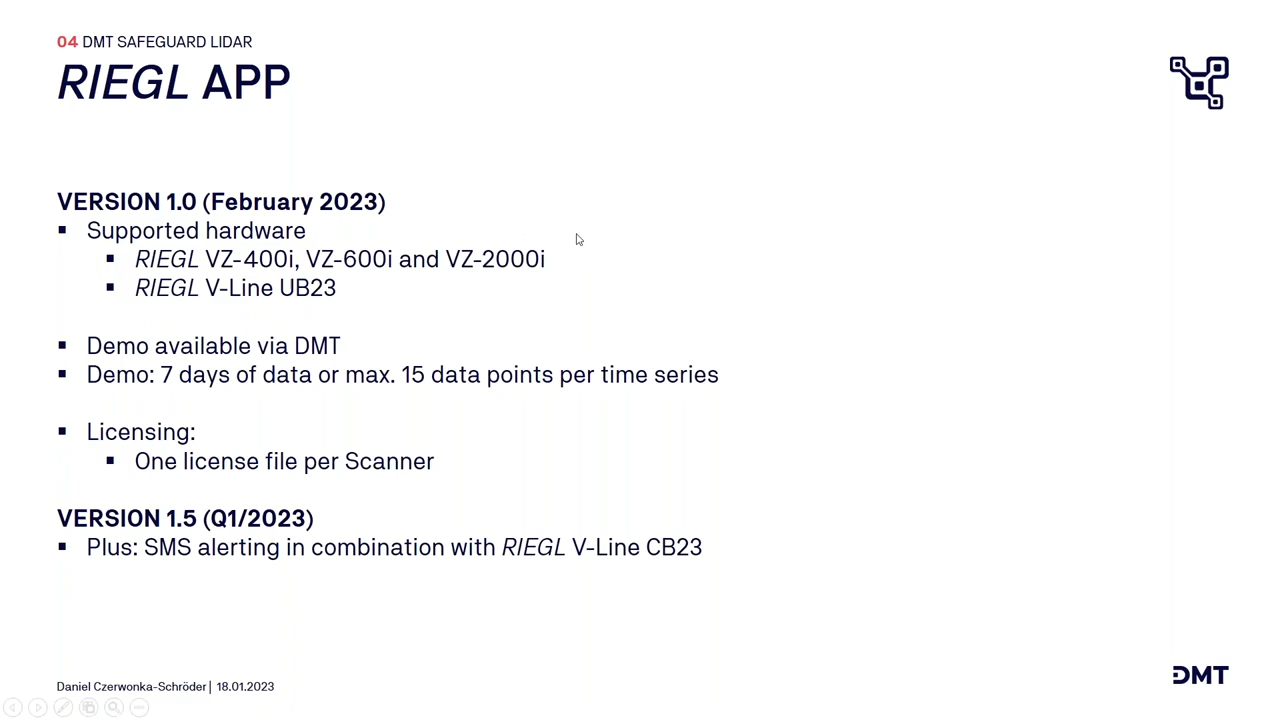 04 DMT SAFEGUARD LIDAR
RIEGL APP
VERSION 1.0 (February 2023)
▪ Supported hardware
▪ RIEGL VZ-400i, VZ-600i and VZ-2000i
▪ RIEGL V-Line UB23
▪ Demo available via DMT
▪ Demo: 7 days of data or max. 15 data points per time series
▪ Licensing:
▪ One license file per Scanner
VERSION 1.5 (Q1/2023)
▪ Plus: SMS alerting in combination with RIEGL V-Line CB23
Daniel Czerwonka-Schröder| 18.01.2023
DMT